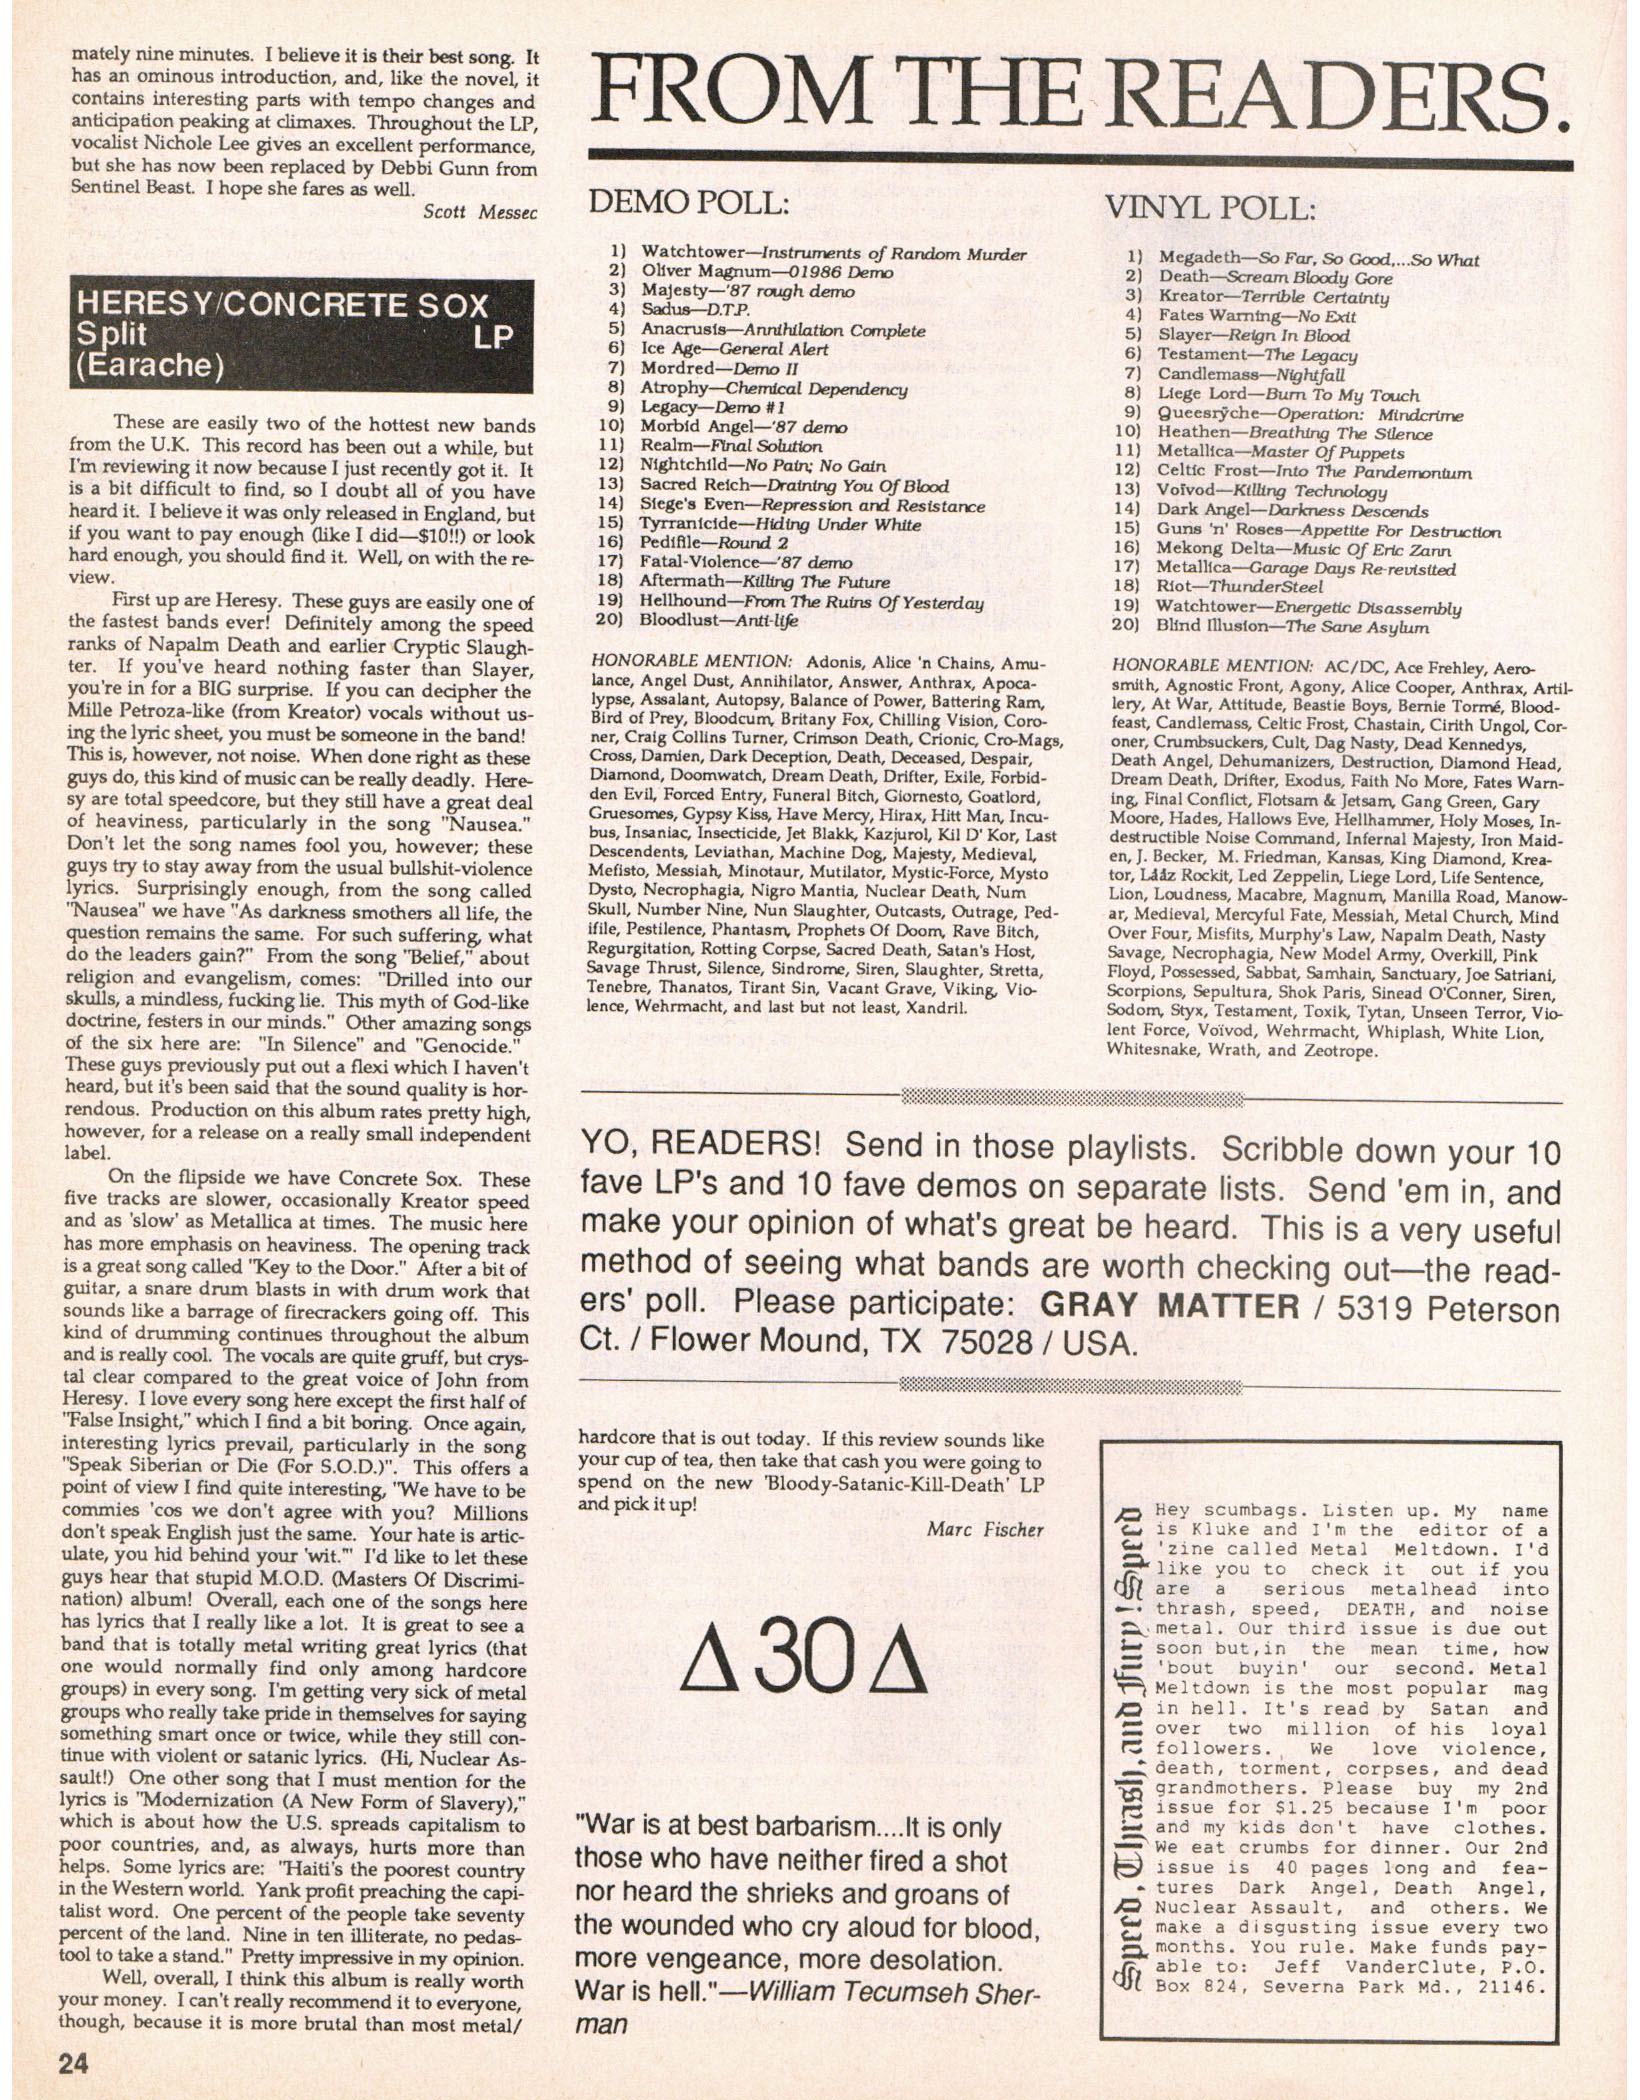 mately nine minutes. I believe it is their best song. It
has an ominous introduction, and, like the novel, it
contains interesting parts with tempo changes and
anticipation peaking at climaxes. Throughout the LP,
vocalist Nichole Lee gives an excellent performance,
but she has now been replaced by Debbi Gunn from
Sentinel Beast. I hope she fares as well.
Scott Messec
HERESY/CONCRETE SOX
Split LP
(Earache)
These are easily two of the hottest new bands
from the U.K. This record has been out a while, but
I'm reviewing it now because I just recently got it. It
is a bit difficult to find, so I doubt all of you have
heard it. I believe it was only released in England, but
if you want to pay enough (like I did—$10!!) or look
hard enough, you should find it. Well, on with the re-
view.
First up are Heresy. These guys are easily one of
the fastest bands ever! Definitely among the speed
ranks of Napalm Death and earlier Cryptic Slaugh-
ter. If you've heard nothing faster than Slayer,
you're in for a BIG surprise. If you can decipher the
Mille Petroza-like (from Kreator) vocals without us-
ing the lyric sheet, you must be someone in the band!
This is, however, not noise. When done right as these
guys do, this kind of music can be really deadly. Here-
sy are total speedcore, but they still have a great deal
of heaviness, particularly in the song "Nausea."
Don't let the song names fool you, however; these
guys try to stay away from the usual bullshit-violence
lyrics. Surprisingly enough, from the song called
"Nausea" we have "As darkness smothers all life, the
question remains the same. For such suffering, what
do the leaders gain?" From the song "Belief," about
religion and evangelism, comes: "Drilled into our
skulls, a mindless, fucking lie. This myth of God-like
doctrine, festers in our minds." Other amazing songs
of the six here are: "In Silence" and "Genocide."
These guys previously put out a flexi which I haven't
heard, but it's been said that the sound quality is hor-
rendous. Production on this album rates pretty high,
however, for a release on a really small independent
label.
On the flipside we have Concrete Sox. These
five tracks are slower, occasionally Kreator speed
and as 'slow' as Metallica at times. The music here
has more emphasis on heaviness. The opening track
is a great song called "Key to the Door." After a bit of
guitar, a snare drum blasts in with drum work that
sounds like a barrage of firecrackers going off. This
kind of drumming continues throughout the album
and is really cool. The vocals are quite gruff, but crys-
tal clear compared to the great voice of John from
Heresy. I love every song here except the first half of
"False Insight," which I find a bit boring. Once again,
interesting lyrics prevail, particularly in the song
"Speak Siberian or Die (For S.O.D.)". This offers a
point of view I find quite interesting, "We have to be
commies 'cos we don't agree with you? Millions
don't speak English just the same. Your hate is artic-
ulate, you hid behind your 'wit.'" I'd like to let these
guys hear that stupid M.O.D. (Masters Of Discrimi-
nation) album! Overall, each one of the songs here
has lyrics that I really like a lot. It is great to see a
band that is totally metal writing great lyrics (that
one would normally find only among hardcore
groups) in every song. I'm getting very sick of metal
groups who really take pride in themselves for saying
something smart once or twice, while they still con-
tinue with violent or satanic lyrics. (Hi, Nuclear As-
sault!) One other song that I must mention for the
lyrics is "Modernization (A New Form of Slavery),"
which is about how the U.S. spreads capitalism to
poor countries, and, as always, hurts more than
helps. Some lyrics are: "Haiti's the poorest country
in the Western world. Yank profit preaching the capi-
talist word. One percent of the people take seventy
percent of the land. Nine in ten illiterate, no pedas-
tool to take a stand." Pretty impressive in my opinion.
Well, overall, I think this album is really worth
your money. I can't really recommend it to everyone,
though, because it is more brutal than most metal/
24
FROM THE READERS.
DEMO POLL:
1) Watchtower—Instruments of Random Murder
2) Oliver Magnum—01986 Demo
3) Majesty—'87 rough demo
4) Sadus—D.T.P.
5) Anacrusis—Annihilation Complete
6) Ice Age—General Alert
7) Mordred—Demo II
8) Atrophy—Chemical Dependency
9) Legacy—Demo #1
10) Morbid Angel—'87 demo
11) Realm—Final Solution
12) Nightchild—No Pain; No Gain
13) Sacred Reich—Draining You Of Blood
14) Siege's Even—Repression and Resistance
15) Tyrranicide—Hiding Under White
16) Pedifile—Round 2
17) Fatal-Violence—'87 demo
18) Aftermath—Killing The Future
19) Hellhound—From The Ruins Of Yesterday
20) Bloodlust—Anti-life
HONORABLE MENTION: Adonis, Alice 'n Chains, Amu-
lance, Angel Dust, Annihilator, Answer, Anthrax, Apoca-
lypse, Assalant, Autopsy, Balance of Power, Battering Ram,
Bird of Prey, Bloodcum, Britany Fox, Chilling Vision, Coro-
ner, Craig Collins Turner, Crimson Death, Crionic, Cro-Mags,
Cross, Damien, Dark Deception, Death, Deceased, Despair,
Diamond, Doomwatch, Dream Death, Drifter, Exile, Forbid-
den Evil, Forced Entry, Funeral Bitch, Giornesto, Goatlord,
Gruesomes, Gypsy Kiss, Have Mercy, Hirax, Hitt Man, Incu-
bus, Insaniac, Insecticide, Jet Blakk, Kazjurol, Kil D' Kor, Last
Descendents, Leviathan, Machine Dog, Majesty, Medieval,
Mefisto, Messiah, Minotaur, Mutilator, Mystic-Force, Mysto
Dysto, Necrophagia, Nigro Mantia, Nuclear Death, Num
Skull, Number Nine, Nun Slaughter, Outcasts, Outrage, Ped-
ifile, Pestilence, Phantasm, Prophets Of Doom, Rave Bitch,
Regurgitation, Rotting Corpse, Sacred Death, Satan's Host,
Savage Thrust, Silence, Sindrome, Siren, Slaughter, Stretta,
Tenebre, Thanatos, Tirant Sin, Vacant Grave, Viking, Vio-
lence, Wehrmacht, and last but not least, Xandril.
VINYL POLL:
1) Megadeth—So Far, So Good,...So What
2) Death—Scream Bloody Gore
3) Kreator—Terrible Certainty
4) Fates Warning—No Exit
5) Slayer—Reign In Blood
6) Testament—The Legacy
7) Candlemass—Nightfall
8) Liege Lord—Burn To My Touch
9) Queesrÿche—Operation: Mindcrime
10) Heathen—Breathing The Silence
11) Metallica—Master Of Puppets
12) Celtic Frost—Into The Pandemonium
13) Voïvod—Killing Technology
14) Dark Angel—Darkness Descends
15) Guns 'n' Roses—Appetite For Destruction
16) Mekong Delta—Music Of Eric Zann
17) Metallica—Garage Days Re-revisited
18) Riot—ThunderSteel
19) Watchtower—Energetic Disassembly
20) Blind Illusion—The Sane Asylum
HONORABLE MENTION: AC/DC, Ace Frehley, Aero-
smith, Agnostic Front, Agony, Alice Cooper, Anthrax, Artil-
lery, At War, Attitude, Beastie Boys, Bernie Tormé, Blood-
feast, Candlemass, Celtic Frost, Chastain, Cirith Ungol, Cor-
oner, Crumbsuckers, Cult, Dag Nasty, Dead Kennedys,
Death Angel, Dehumanizers, Destruction, Diamond Head,
Dream Death, Drifter, Exodus, Faith No More, Fates Warn-
ing, Final Conflict, Flotsam & Jetsam, Gang Green, Gary
Moore, Hades, Hallows Eve, Hellhammer, Holy Moses, In-
destructible Noise Command, Infernal Majesty, Iron Maid-
en, J. Becker, M. Friedman, Kansas, King Diamond, Krea-
tor, Lååz Rockit, Led Zeppelin, Liege Lord, Life Sentence,
Lion, Loudness, Macabre, Magnum, Manilla Road, Manow-
ar, Medieval, Mercyful Fate, Messiah, Metal Church, Mind
Over Four, Misfits, Murphy's Law, Napalm Death, Nasty
Savage, Necrophagia, New Model Army, Overkill, Pink
Floyd, Possessed, Sabbat, Samhain, Sanctuary, Joe Satriani,
Scorpions, Sepultura, Shok Paris, Sinead O'Conner, Siren,
Sodom, Styx, Testament, Toxik, Tytan, Unseen Terror, Vio-
lent Force, Voïvod, Wehrmacht, Whiplash, White Lion,
Whitesnake, Wrath, and Zeotrope.
YO, READERS! Send in those playlists. Scribble down your 10
fave LP's and 10 fave demos on separate lists. Send 'em in, and
make your opinion of what's great be heard. This is a very useful
method of seeing what bands are worth checking out—the read-
ers' poll. Please participate: GRAY MATTER / 5319 Peterson
Ct. / Flower Mound, TX 75028 / USA.
hardcore that is out today. If this review sounds like
your cup of tea, then take that cash you were going to
spend on the new 'Bloody-Satanic-Kill-Death' LP
and pick it up!
Marc Fischer
Δ 30 Δ
"War is at best barbarism....It is only
those who have neither fired a shot
nor heard the shrieks and groans of
the wounded who cry aloud for blood,
more vengeance, more desolation.
War is hell."—William Tecumseh Sher-
man
Speed, Thrash, and Fury! Speed
Hey scumbags. Listen up. My name
is Kluke and I'm the editor of a
'zine called Metal Meltdown. I'd
like you to check it out if you
are a serious metalhead into
thrash, speed, DEATH, and noise
metal. Our third issue is due out
soon but,in the mean time, how
'bout buyin' our second. Metal
Meltdown is the most popular mag
in hell. It's read by Satan and
over two million of his loyal
followers. We love violence,
death, torment, corpses, and dead
grandmothers. Please buy my 2nd
issue for $1.25 because I'm poor
and my kids don't have clothes.
We eat crumbs for dinner. Our 2nd
issue is 40 pages long and fea-
tures Dark Angel, Death Angel,
Nuclear Assault, and others. We
make a disgusting issue every two
months. You rule. Make funds pay-
able to: Jeff VanderClute, P.O.
Box 824, Severna Park Md., 21146.